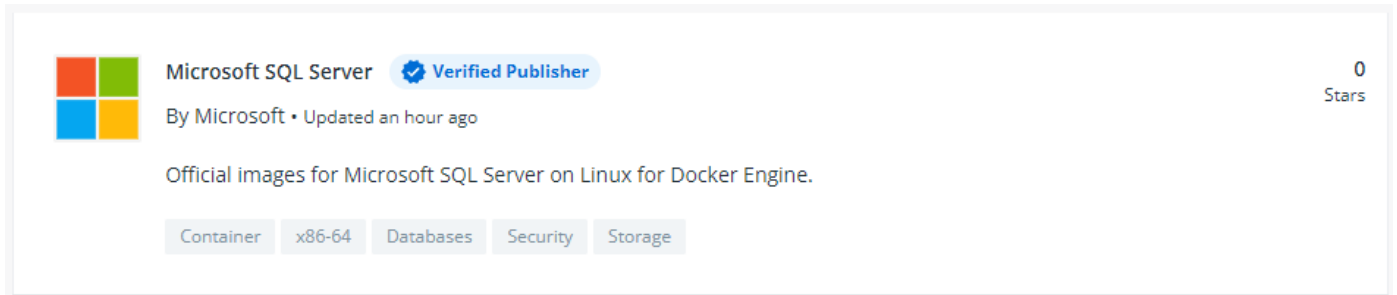 Microsoft SQL Server Verified Publisher
0
Stars
By Microsoft • Updated an hour ago
Official images for Microsoft SQL Server on Linux for Docker Engine.
Container x86-64 Databases Security Storage